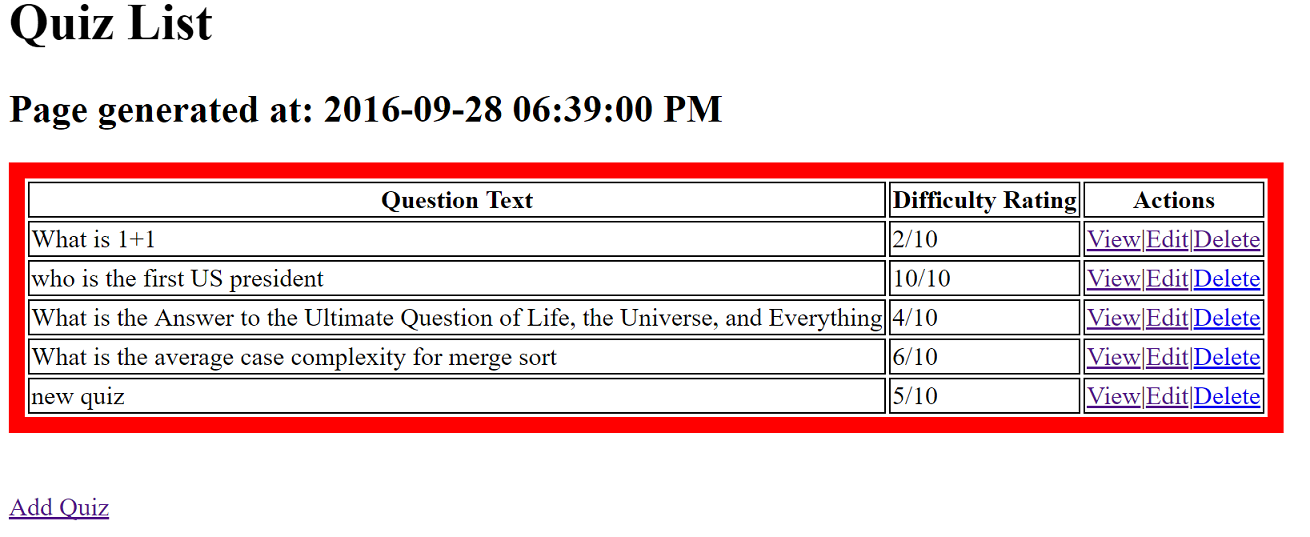 Quiz List
Page generated at: 2016-09-28 06:39:00 PM
Question Text Difficulty Rating Actions
What is 1+1 2/10 View|Edit|Delete
who is the first US president 10/10 View|Edit|Delete
What is the Answer to the Ultimate Question of Life, the Universe, and Everything 4/10 View|Edit|Delete
What is the average case complexity for merge sort 6/10 View|Edit|Delete
new quiz 5/10 View|Edit|Delete
Add Quiz